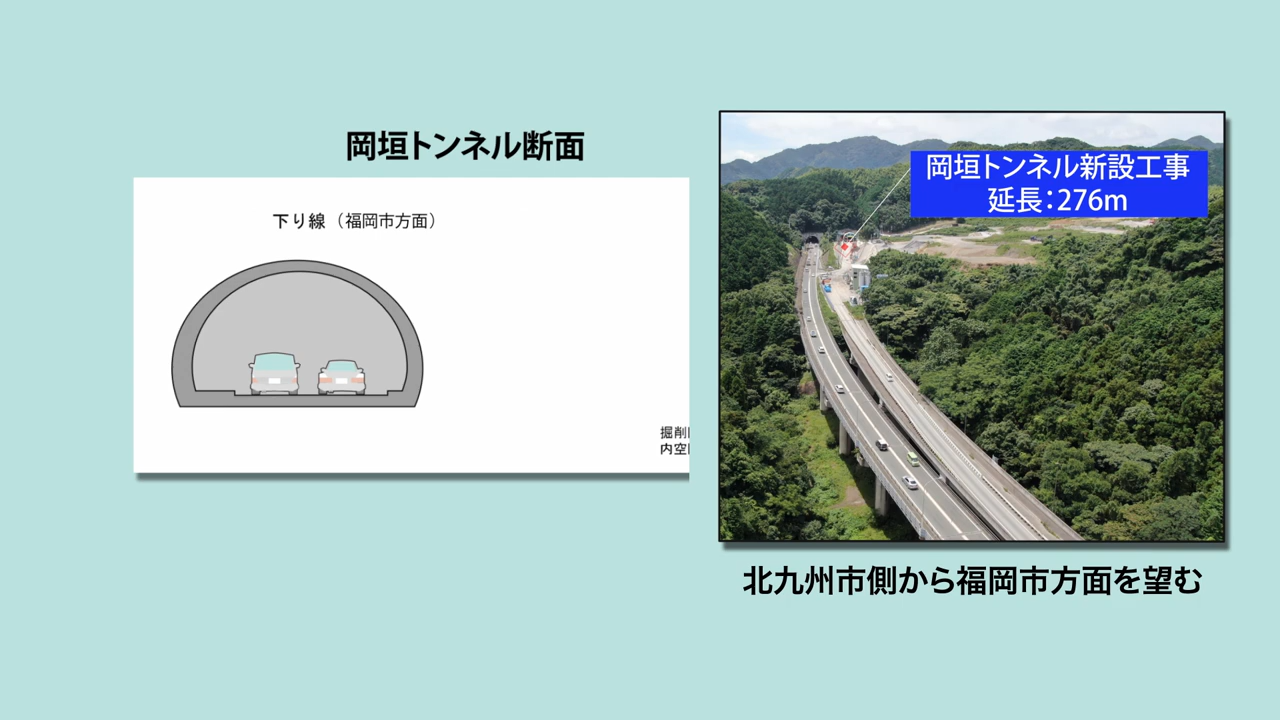 岡垣トンネル断面
下り線（福岡市方面）
掘削
内空
岡垣トンネル新設工事
延長：276m
北九州市側から福岡市方面を望む